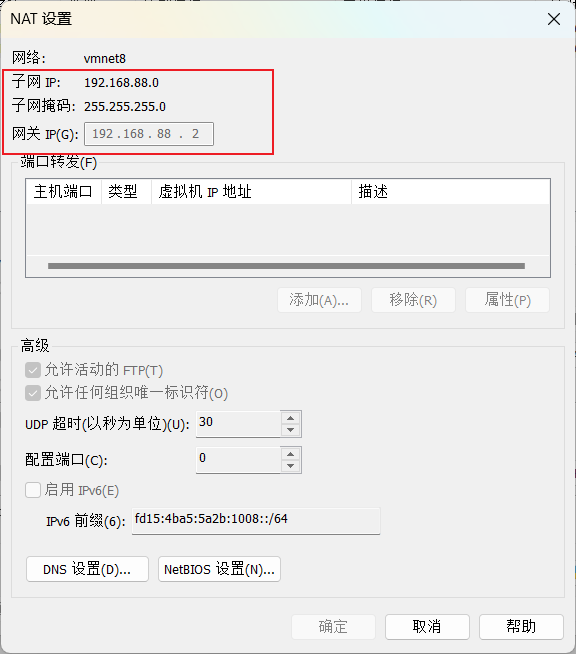 NAT 设置
网络: vmnet8
子网 IP: 192.168.88.0
子网掩码: 255.255.255.0
网关 IP(G): 192 . 168 . 88 . 2
端口转发(F)
主机端口 类型 虚拟机 IP 地址 描述
添加(A)... 移除(R) 属性(P)
高级
允许活动的 FTP(T)
允许任何组织唯一标识符(O)
UDP 超时(以秒为单位)(U): 30
配置端口(C): 0
启用 IPv6(E)
IPv6 前缀(6): fd15:4ba5:5a2b:1008::/64
DNS 设置(D)... NetBIOS 设置(N)...
确定 取消 帮助